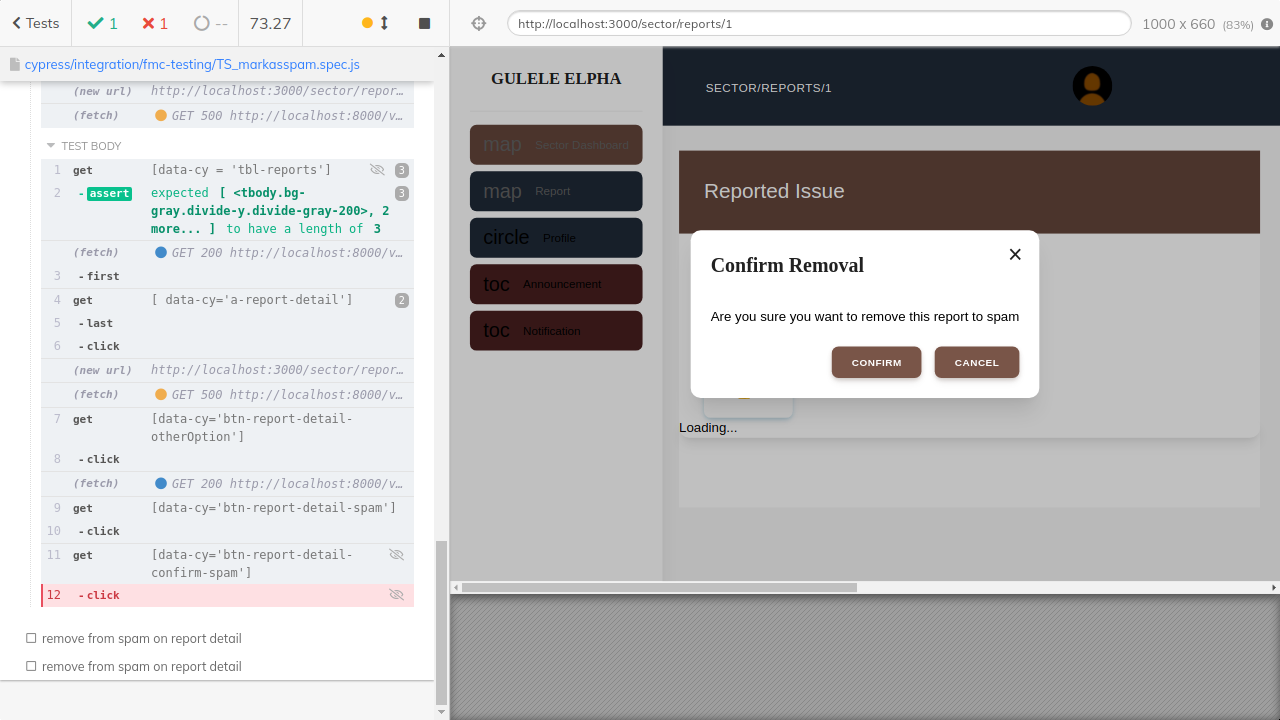 Tests
1
1
--
73.27
http://localhost:3000/sector/reports/1
1000 x 660 (83%)
cypress/integration/fmc-testing/TS_markasspam.spec.js
(new url) http://localhost:3000/sector/repor…
(fetch) GET 500 http://localhost:8000/v…
TEST BODY
1 get [data-cy = 'tbl-reports'] 3
2 - assert expected [ <tbody.bg- 3
gray.divide-y.divide-gray-200>, 2
more... ] to have a length of 3
(fetch) GET 200 http://localhost:8000/v…
3 - first
4 get [ data-cy='a-report-detail'] 2
5 - last
6 - click
(new url) http://localhost:3000/sector/repor…
(fetch) GET 500 http://localhost:8000/v…
7 get [data-cy='btn-report-detail-
otherOption']
8 - click
(fetch) GET 200 http://localhost:8000/v…
9 get [data-cy='btn-report-detail-spam']
10 - click
11 get [data-cy='btn-report-detail-
confirm-spam']
12 - click
remove from spam on report detail
remove from spam on report detail
GULELE ELPHA
map Sector Dashboard
map Report
circle Profile
toc Announcement
toc Notification
SECTOR/REPORTS/1
Reported Issue
Confirm Removal
Are you sure you want to remove this report to spam
CONFIRM CANCEL
Loading...